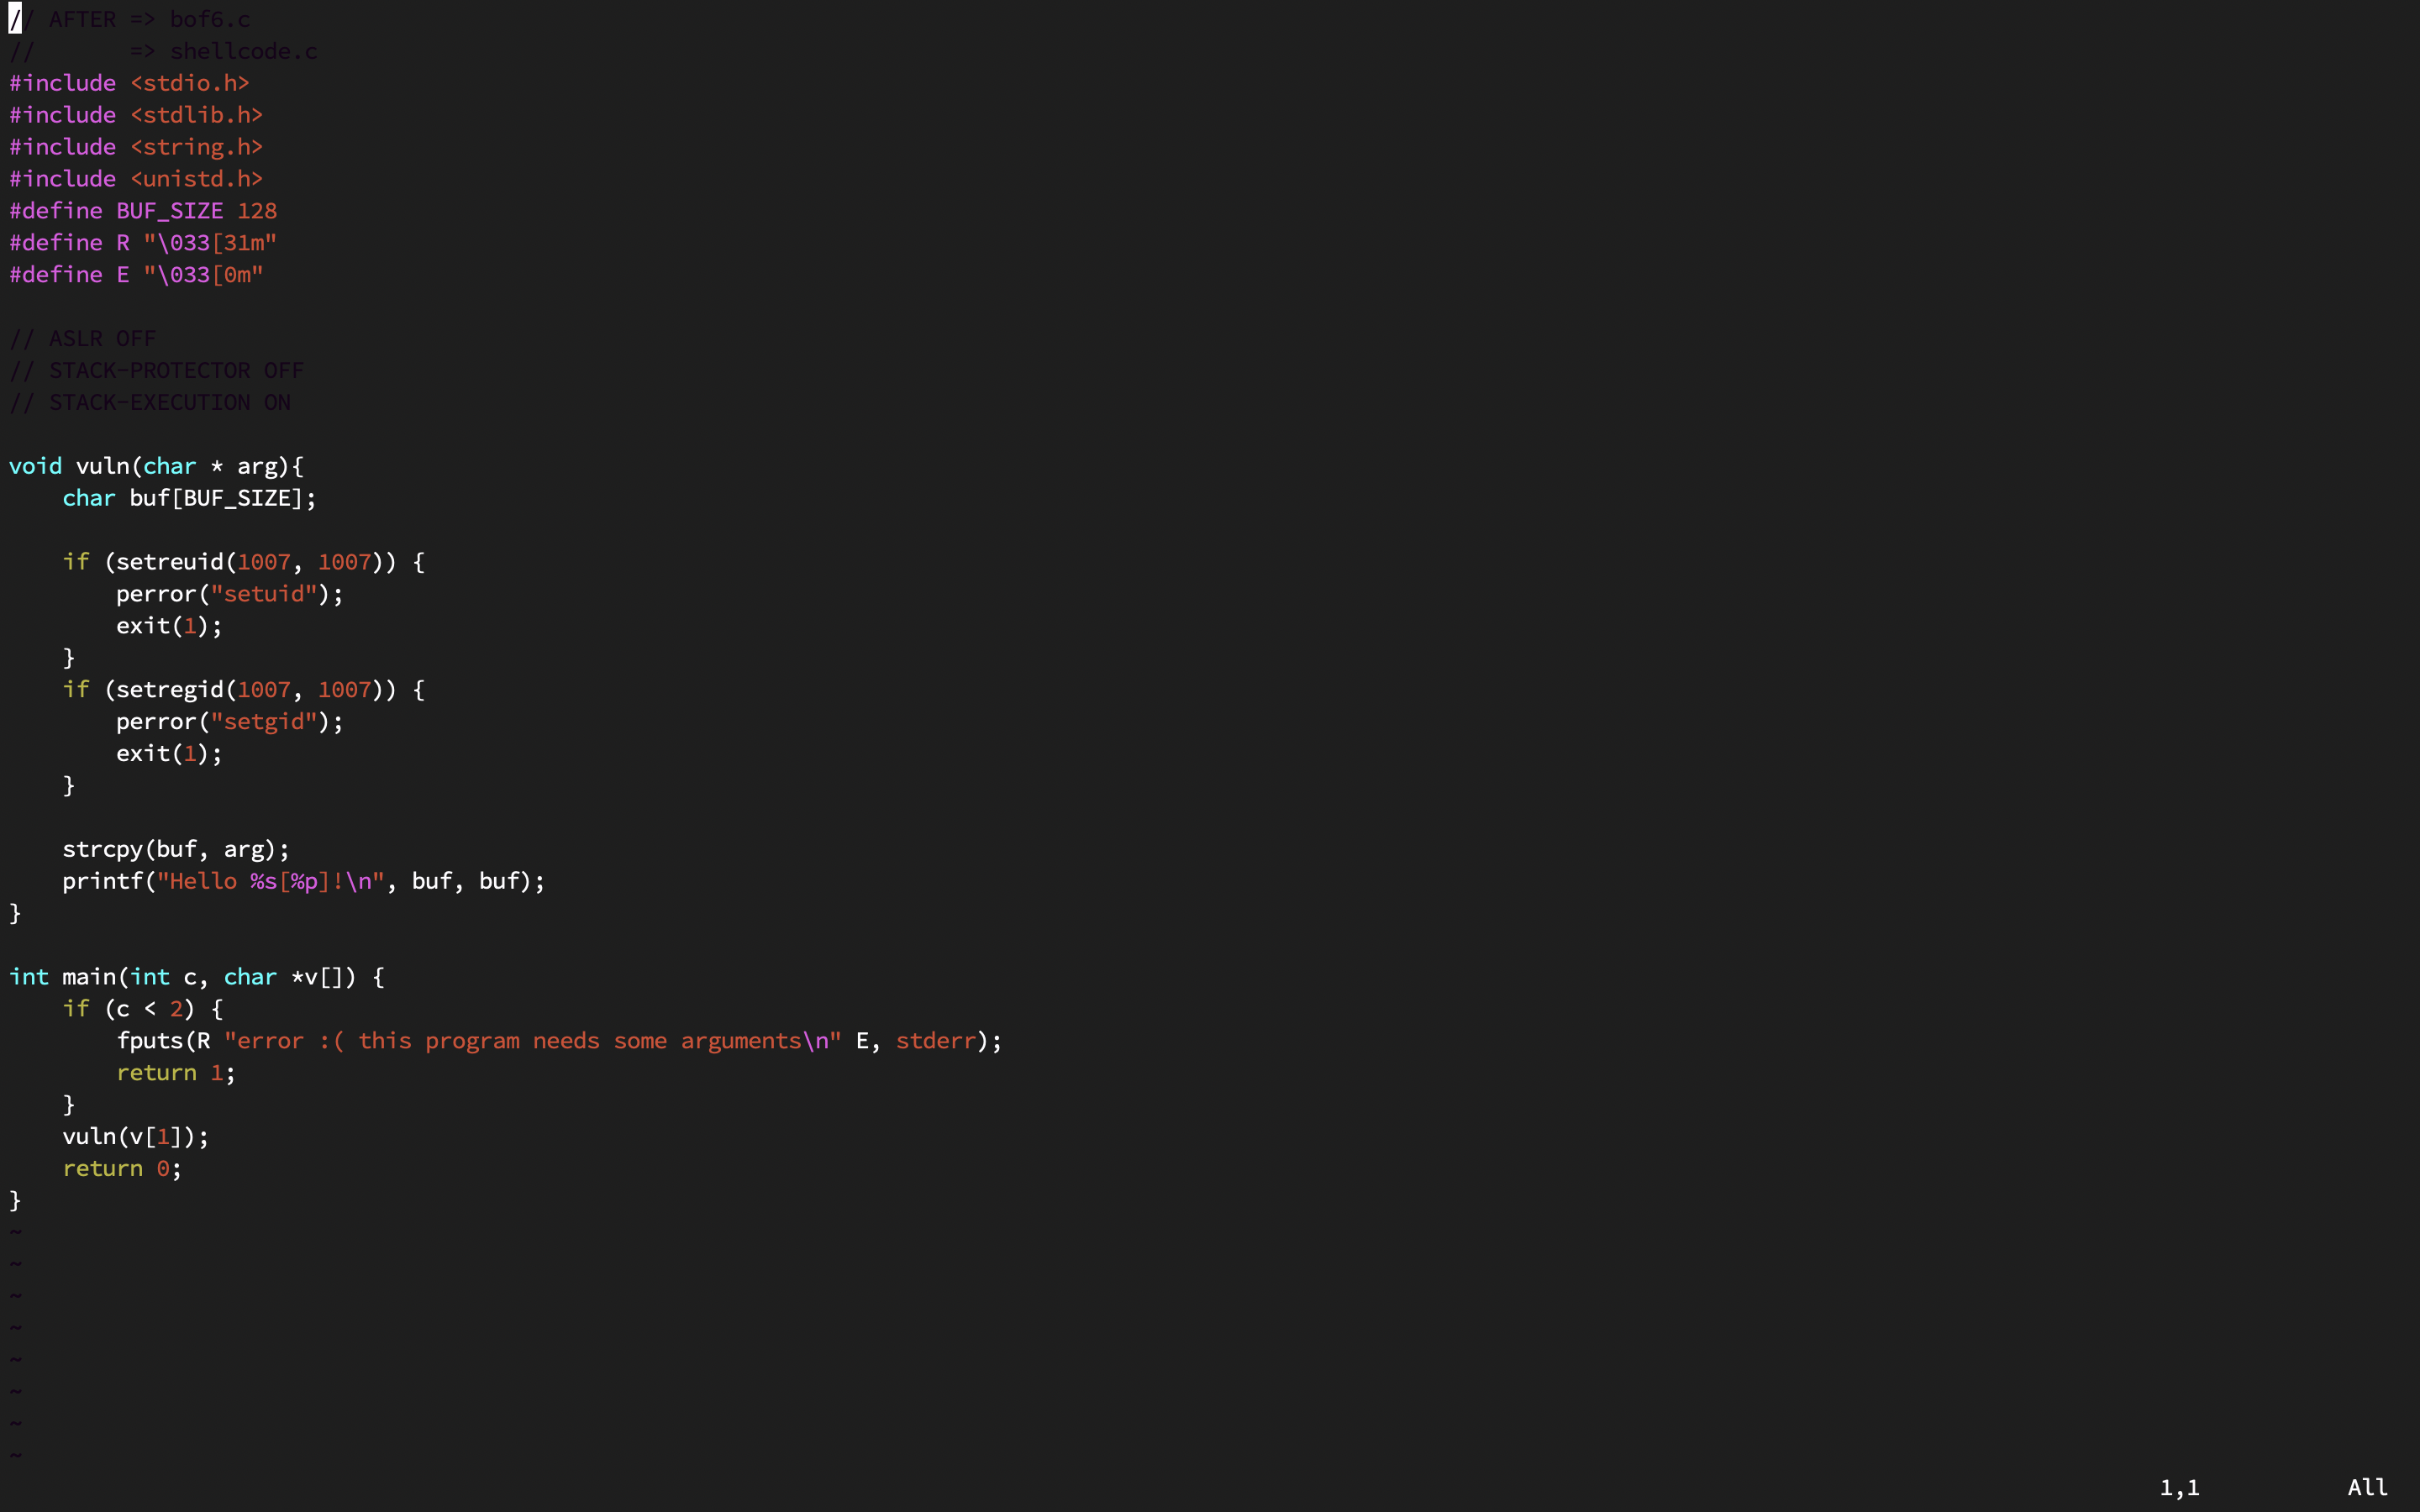 // AFTER => bof6.c
//       => shellcode.c
#include <stdio.h>
#include <stdlib.h>
#include <string.h>
#include <unistd.h>
#define BUF_SIZE 128
#define R "\033[31m"
#define E "\033[0m"

// ASLR OFF
// STACK-PROTECTOR OFF
// STACK-EXECUTION ON

void vuln(char * arg){
    char buf[BUF_SIZE];

    if (setreuid(1007, 1007)) {
        perror("setuid");
        exit(1);
    }
    if (setregid(1007, 1007)) {
        perror("setgid");
        exit(1);
    }

    strcpy(buf, arg);
    printf("Hello %s[%p]!\n", buf, buf);
}

int main(int c, char *v[]) {
    if (c < 2) {
        fputs(R "error :( this program needs some arguments\n" E, stderr);
        return 1;
    }
    vuln(v[1]);
    return 0;
}
~
~
~
~
~
~
~
~
1,1 All